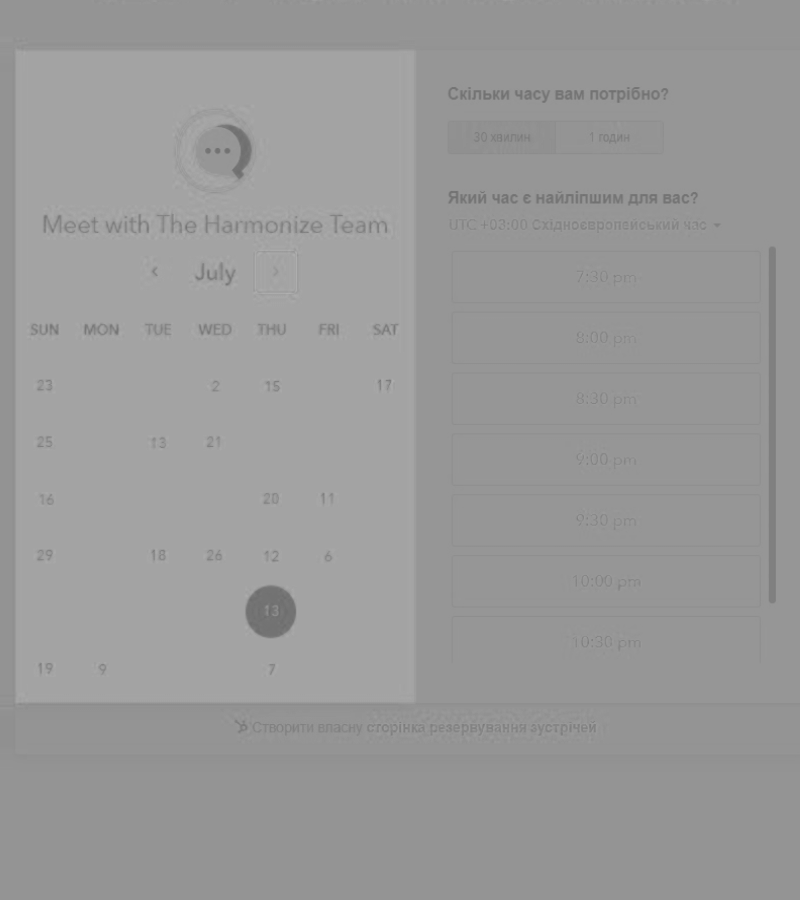 Скільки часу вам потрібно?
30 хвилин 1 годин
Meet with The Harmonize Team
Який час є найліпшим для вас?
UTC +03:00 Східноєвропейський час
July
SUN MON TUE WED THU FRI SAT
23 2 15 17
25 13 21
16 20 11
29 18 26 12 6
13
19 9 7
7:30 pm
8:00 pm
8:30 pm
9:00 pm
9:30 pm
10:00 pm
10:30 pm
Створити власну сторінка резервування зустрічей